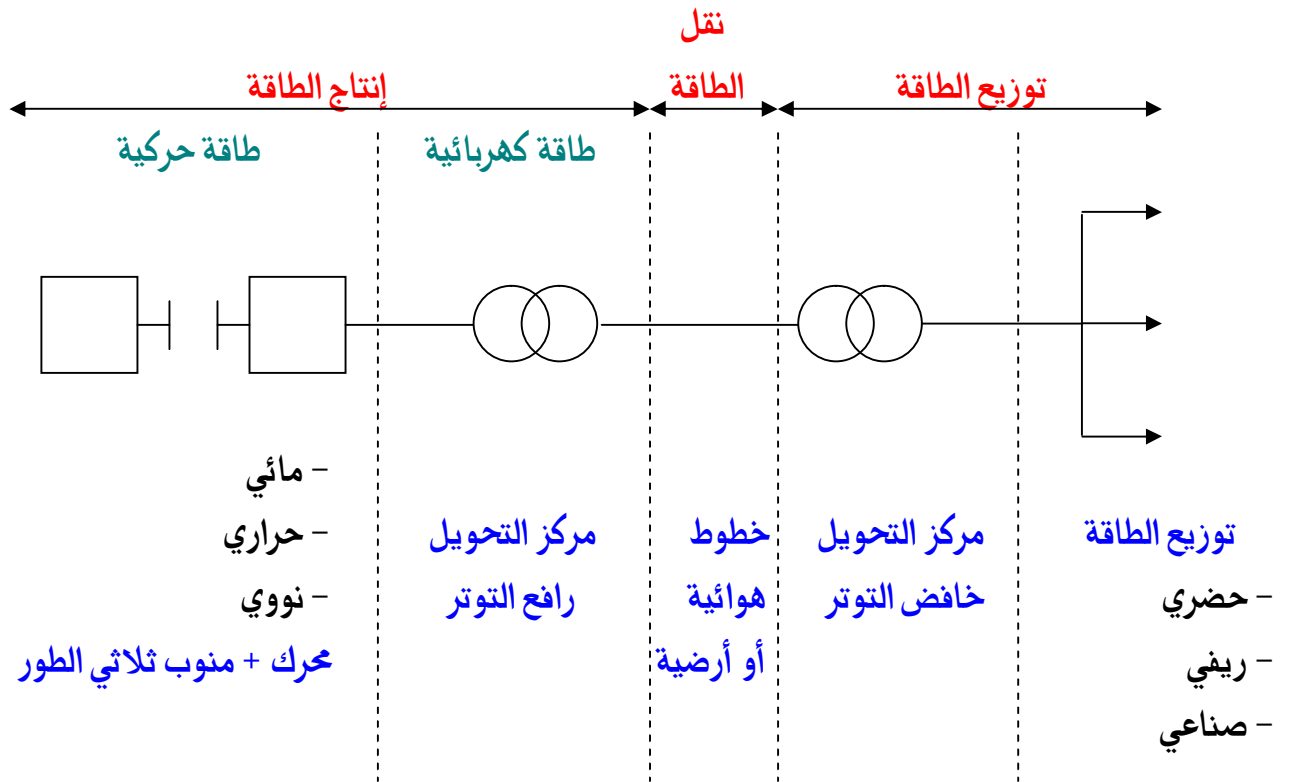 نقل
الطاقة
إنتاج الطاقة
توزيع الطاقة
طاقة حركية
طاقة كهربائية
– مائي
– حراري
– نووي
محرك + منوب ثلاثي الطور
مركز التحويل
رافع التوتر
خطوط
هوائية
أو أرضية
مركز التحويل
خافض التوتر
توزيع الطاقة
– حضري
– ريفي
– صناعي